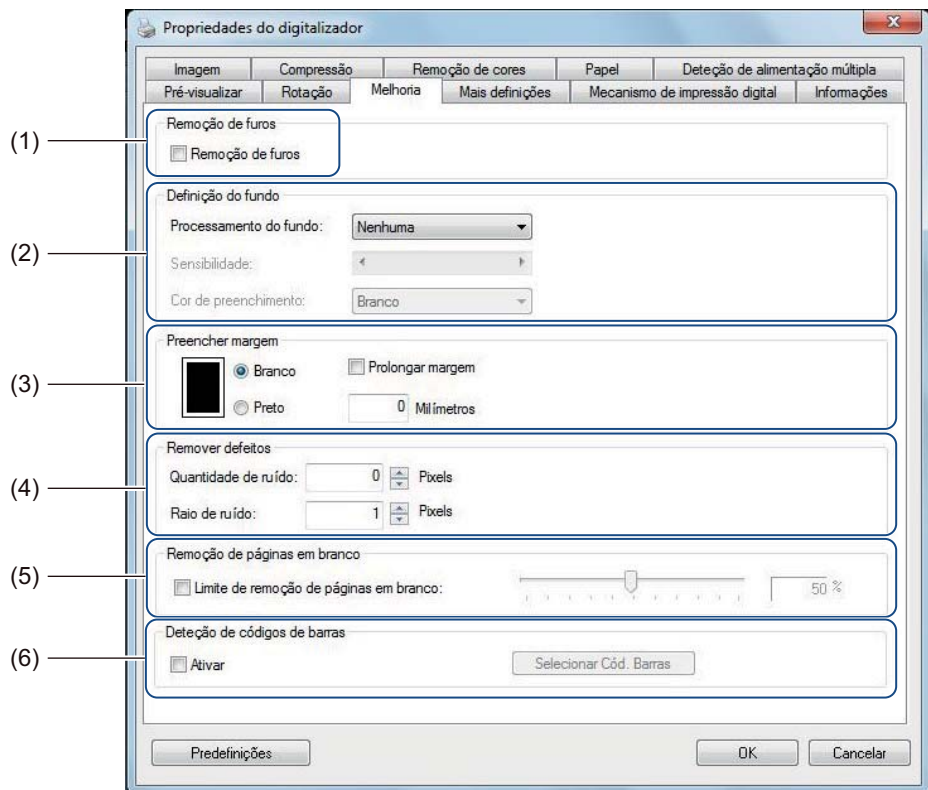 Propriedades do digitalizador
Imagem Compressão Remoção de cores Papel Deteção de alimentação múltipla
Pré-visualizar Rotação Melhoria Mais definições Mecanismo de impressão digital Informações
(1)
Remoção de furos
Remoção de furos
(2)
Definição do fundo
Processamento do fundo: Nenhuma
Sensibilidade:
Cor de preenchimento: Branco
(3)
Preencher margem
Branco Prolongar margem
Preto 0 Milímetros
(4)
Remover defeitos
Quantidade de ruído: 0 Pixels
Raio de ruído: 1 Pixels
(5)
Remoção de páginas em branco
Limite de remoção de páginas em branco: 50 %
(6)
Deteção de códigos de barras
Ativar Selecionar Cód. Barras
Predefinições OK Cancelar